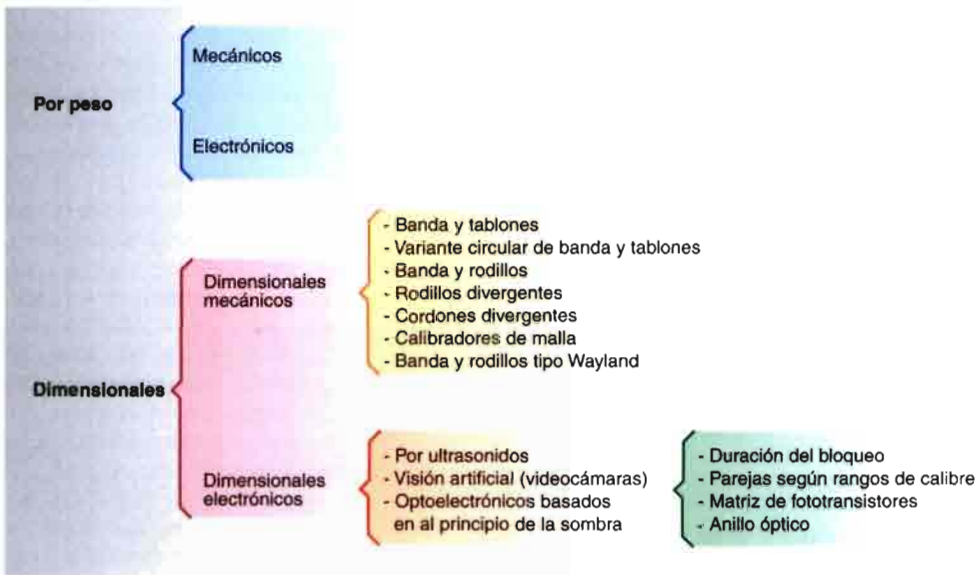 Por peso
Mecánicos
Electrónicos
Dimensionales
Dimensionales
mecánicos
- Banda y tablones
- Variante circular de banda y tablones
- Banda y rodillos
- Rodillos divergentes
- Cordones divergentes
- Calibradores de malla
- Banda y rodillos tipo Wayland
Dimensionales
electrónicos
- Por ultrasonidos
- Visión artificial (videocámaras)
- Optoelectrónicos basados
en al principio de la sombra
- Duración del bloqueo
- Parejas según rangos de calibre
- Matriz de fototransistores
- Anillo óptico